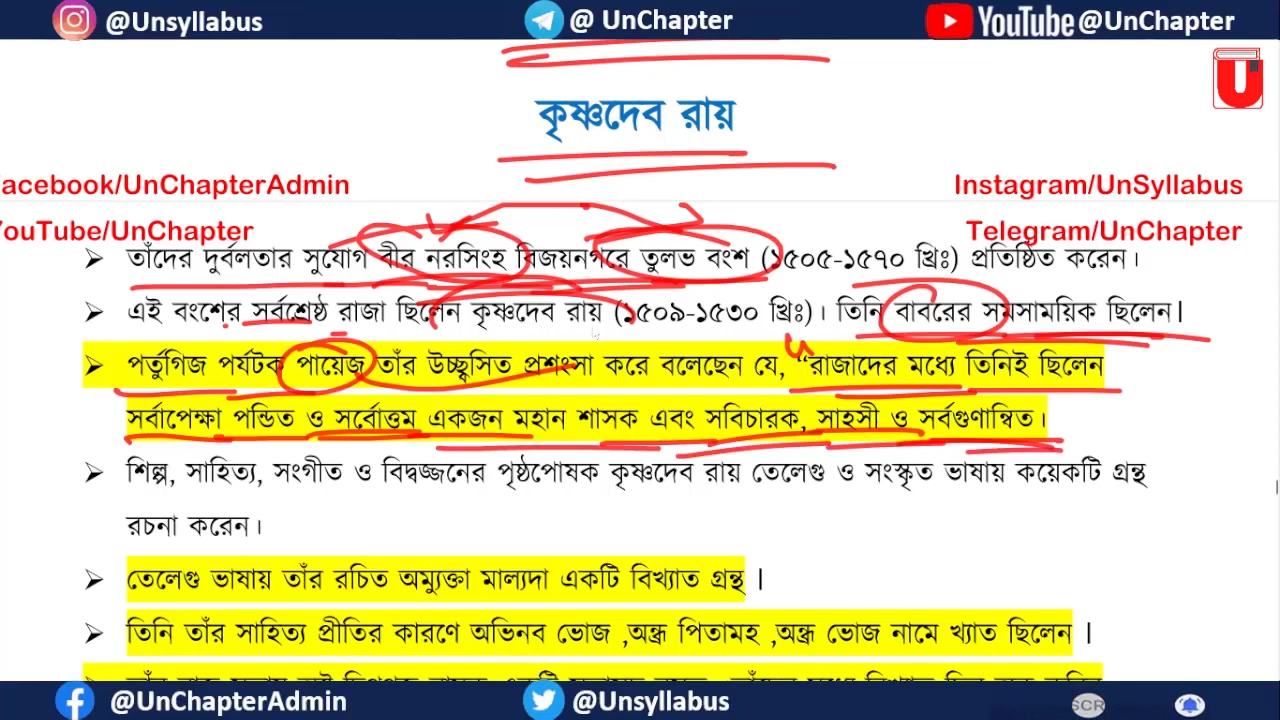 @Unsyllabus @ UnChapter YouTube @UnChapter
U
কৃষ্ণদেব রায়
acebook/UnChapterAdmin Instagram/UnSyllabus
YouTube/UnChapter Telegram/UnChapter
➢ তাঁদের দুর্বলতার সুযোগ বীর নরসিংহ বিজয়নগরে তুলভ বংশ (১৫০৫-১৫৭০ খ্রিঃ) প্রতিষ্ঠিত করেন।
➢ এই বংশের সর্বশ্রেষ্ঠ রাজা ছিলেন কৃষ্ণদেব রায় (১৫০৯-১৫৩০ খ্রিঃ)। তিনি বাবরের সমসাময়িক ছিলেন।
➢ পর্তুগিজ পর্যটক পায়েজ তাঁর উচ্ছ্বসিত প্রশংসা করে বলেছেন যে, “রাজাদের মধ্যে তিনিই ছিলেন
সর্বাপেক্ষা পন্ডিত ও সর্বোত্তম একজন মহান শাসক এবং সবিচারক, সাহসী ও সর্বগুণান্বিত।
➢ শিল্প, সাহিত্য, সংগীত ও বিদ্বজ্জনের পৃষ্ঠপোষক কৃষ্ণদেব রায় তেলেগু ও সংস্কৃত ভাষায় কয়েকটি গ্রন্থ
রচনা করেন।
➢ তেলেগু ভাষায় তাঁর রচিত অম্যুক্তা মাল্যদা একটি বিখ্যাত গ্রন্থ ।
➢ তিনি তাঁর সাহিত্য প্রীতির কারণে অভিনব ভোজ ,অন্ধ্র পিতামহ ,অন্ধ্র ভোজ নামে খ্যাত ছিলেন ।
@UnChapterAdmin @Unsyllabus SCR